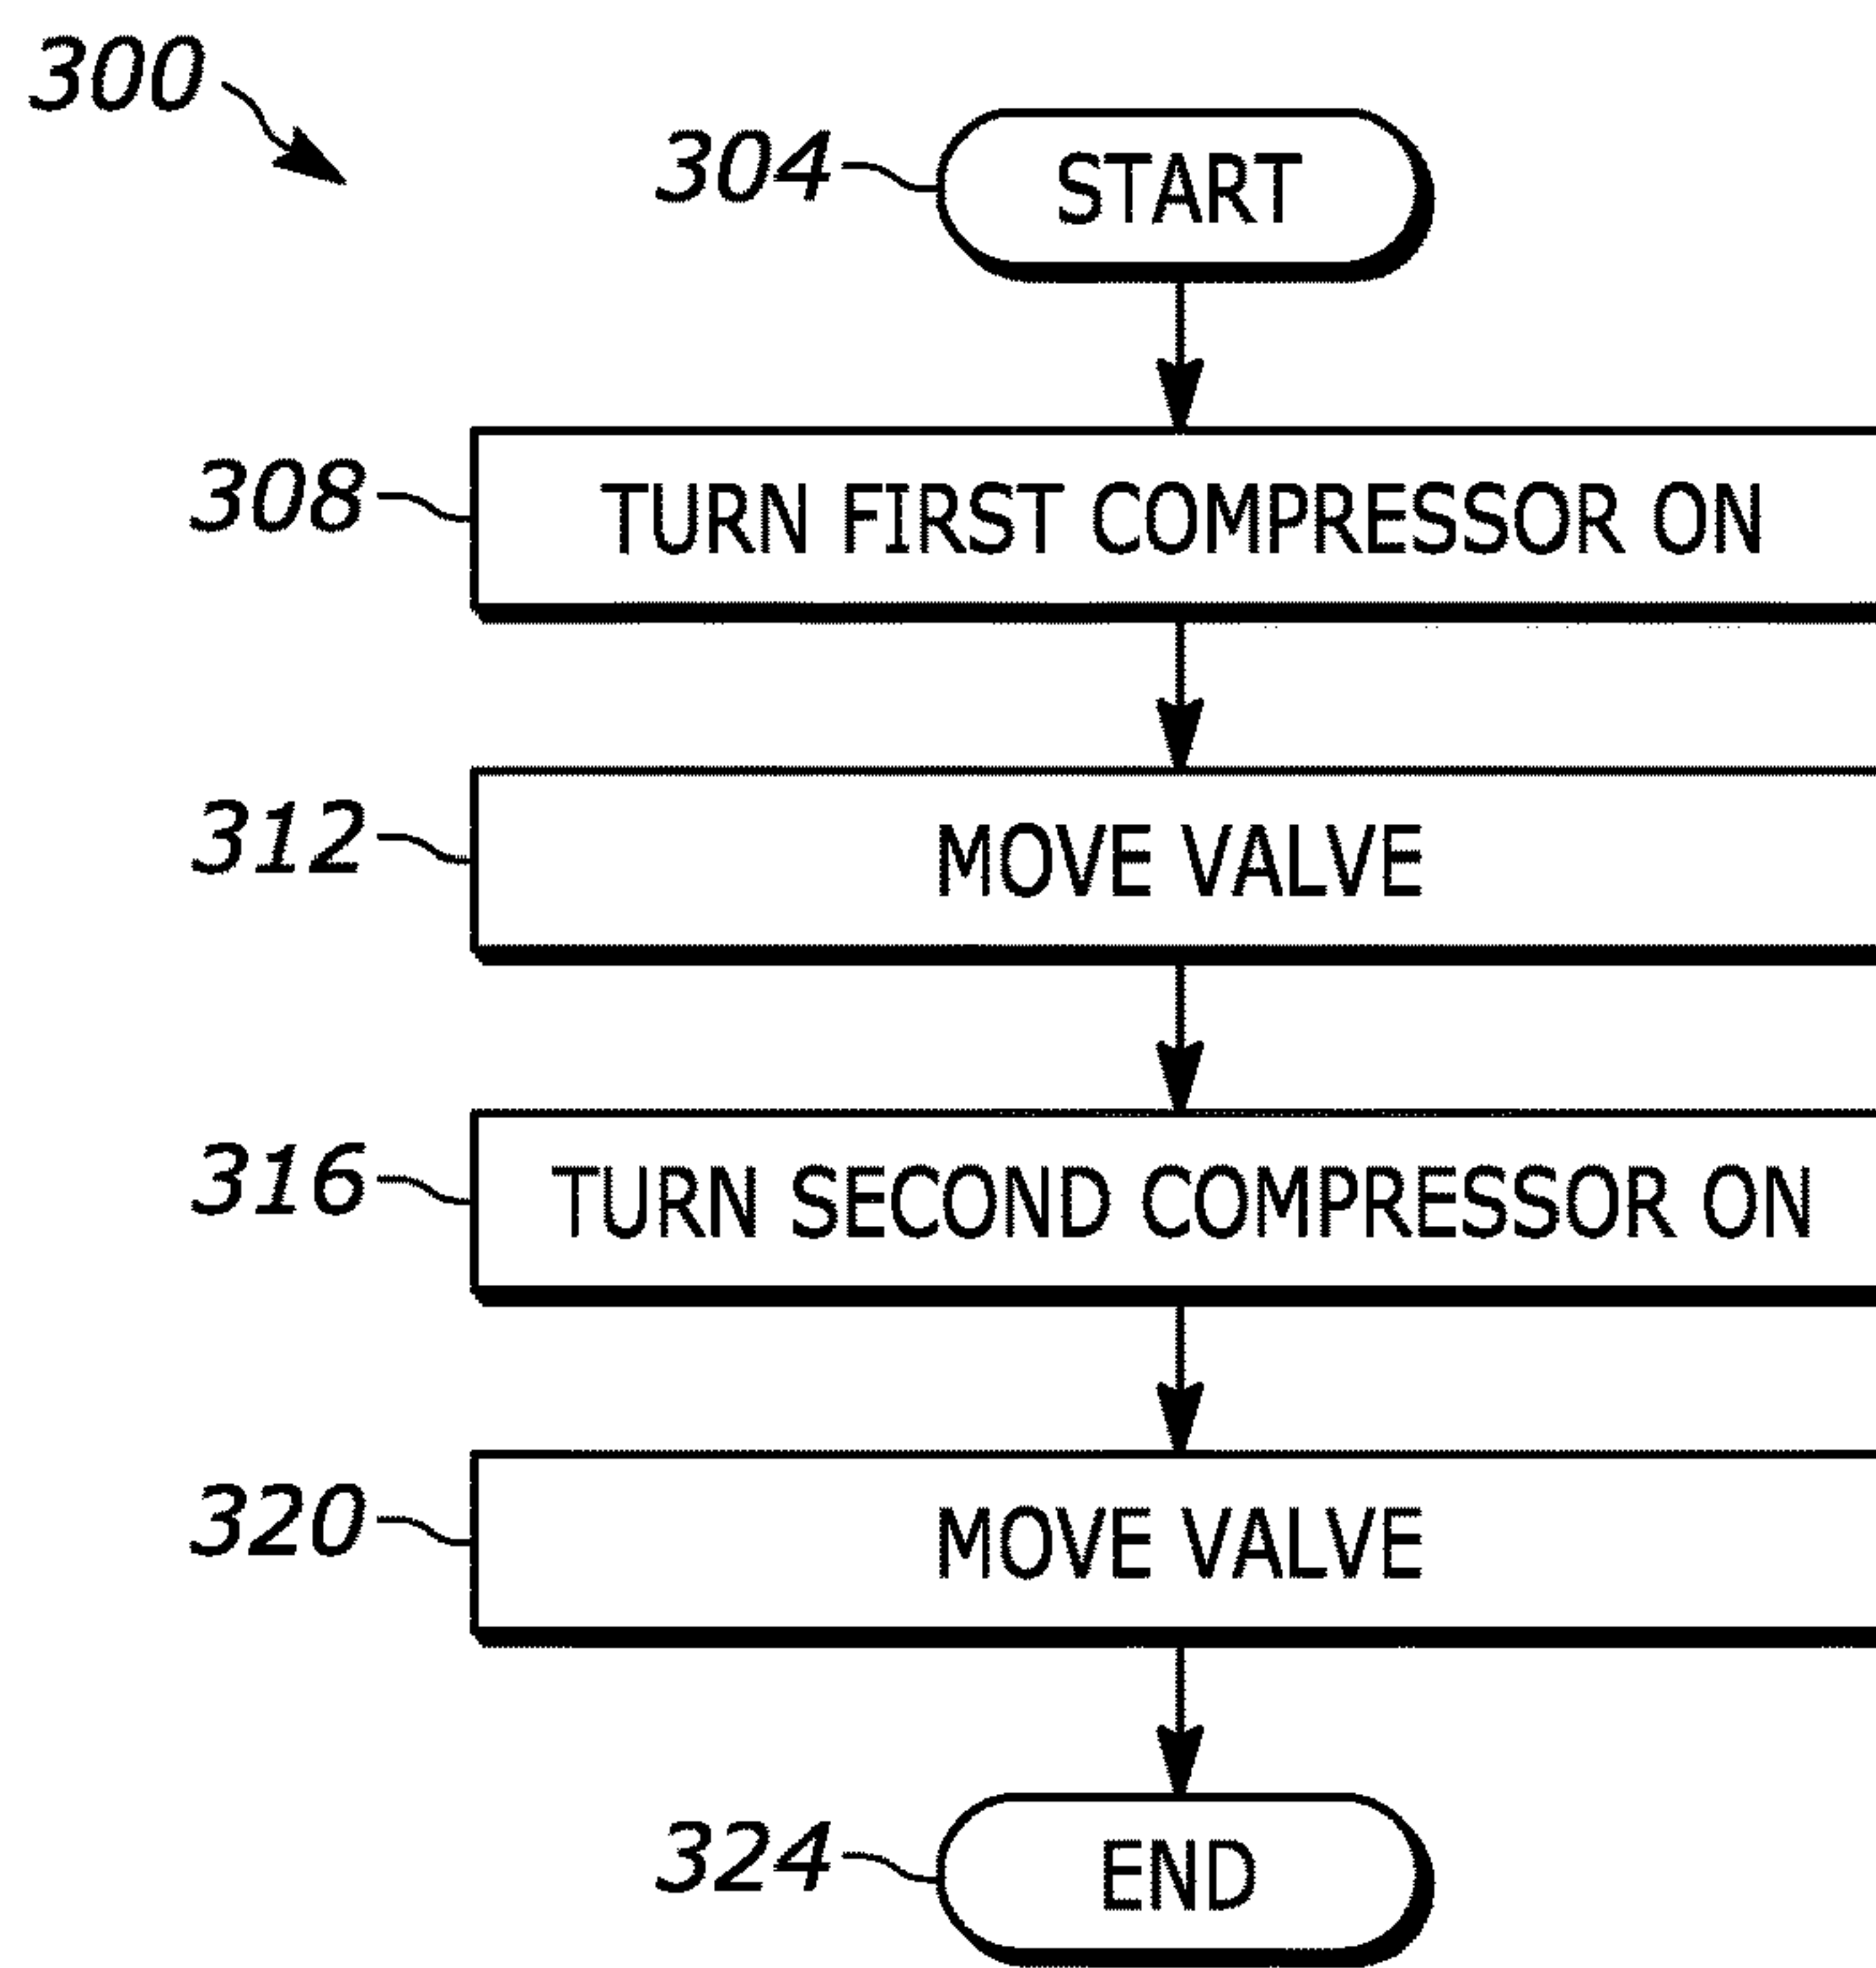 300
304 START
308 TURN FIRST COMPRESSOR ON
312 MOVE VALVE
316 TURN SECOND COMPRESSOR ON
320 MOVE VALVE
324 END